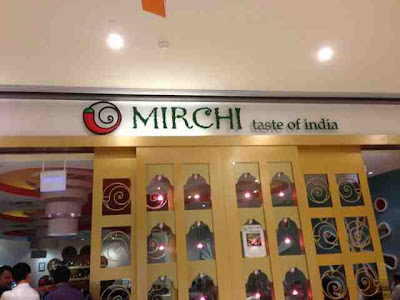 MIRCHI taste of india